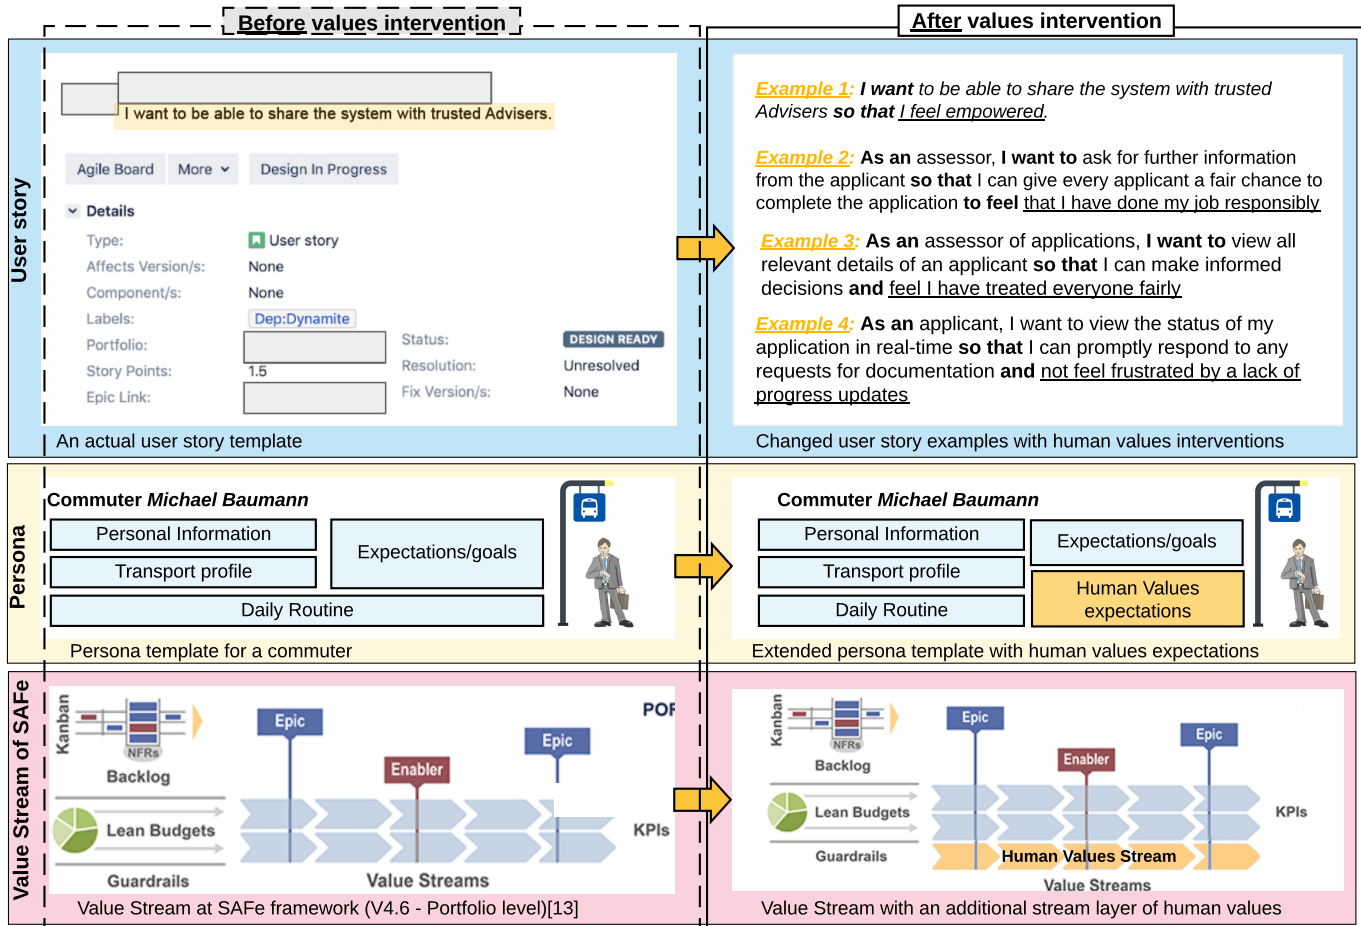 Before values intervention
After values intervention
User story
I want to be able to share the system with trusted Advisers.
Agile Board
More
Design In Progress
Details
Type:
User story
Affects Version/s:
None
Component/s:
None
Labels:
Dep:Dynamite
Portfolio:
Status:
DESIGN READY
Story Points:
1.5
Resolution:
Unresolved
Epic Link:
Fix Version/s:
None
An actual user story template
Example 1: I want to be able to share the system with trusted
Advisers so that I feel empowered.
Example 2: As an assessor, I want to ask for further information
from the applicant so that I can give every applicant a fair chance to
complete the application to feel that I have done my job responsibly
Example 3: As an assessor of applications, I want to view all
relevant details of an applicant so that I can make informed
decisions and feel I have treated everyone fairly
Example 4: As an applicant, I want to view the status of my
application in real-time so that I can promptly respond to any
requests for documentation and not feel frustrated by a lack of
progress updates
Changed user story examples with human values interventions
Persona
Commuter Michael Baumann
Personal Information
Transport profile
Expectations/goals
Daily Routine
Persona template for a commuter
Commuter Michael Baumann
Personal Information
Transport profile
Daily Routine
Expectations/goals
Human Values
expectations
Extended persona template with human values expectations
Value Stream of SAFe
Kanban
NFRs
Backlog
Epic
Enabler
Epic
POR
Lean Budgets
KPIs
Guardrails
Value Streams
Value Stream at SAFe framework (V4.6 - Portfolio level)[13]
Kanban
NFRs
Backlog
Epic
Enabler
Epic
Lean Budgets
KPIs
Guardrails
Human Values Stream
Value Streams
Value Stream with an additional stream layer of human values